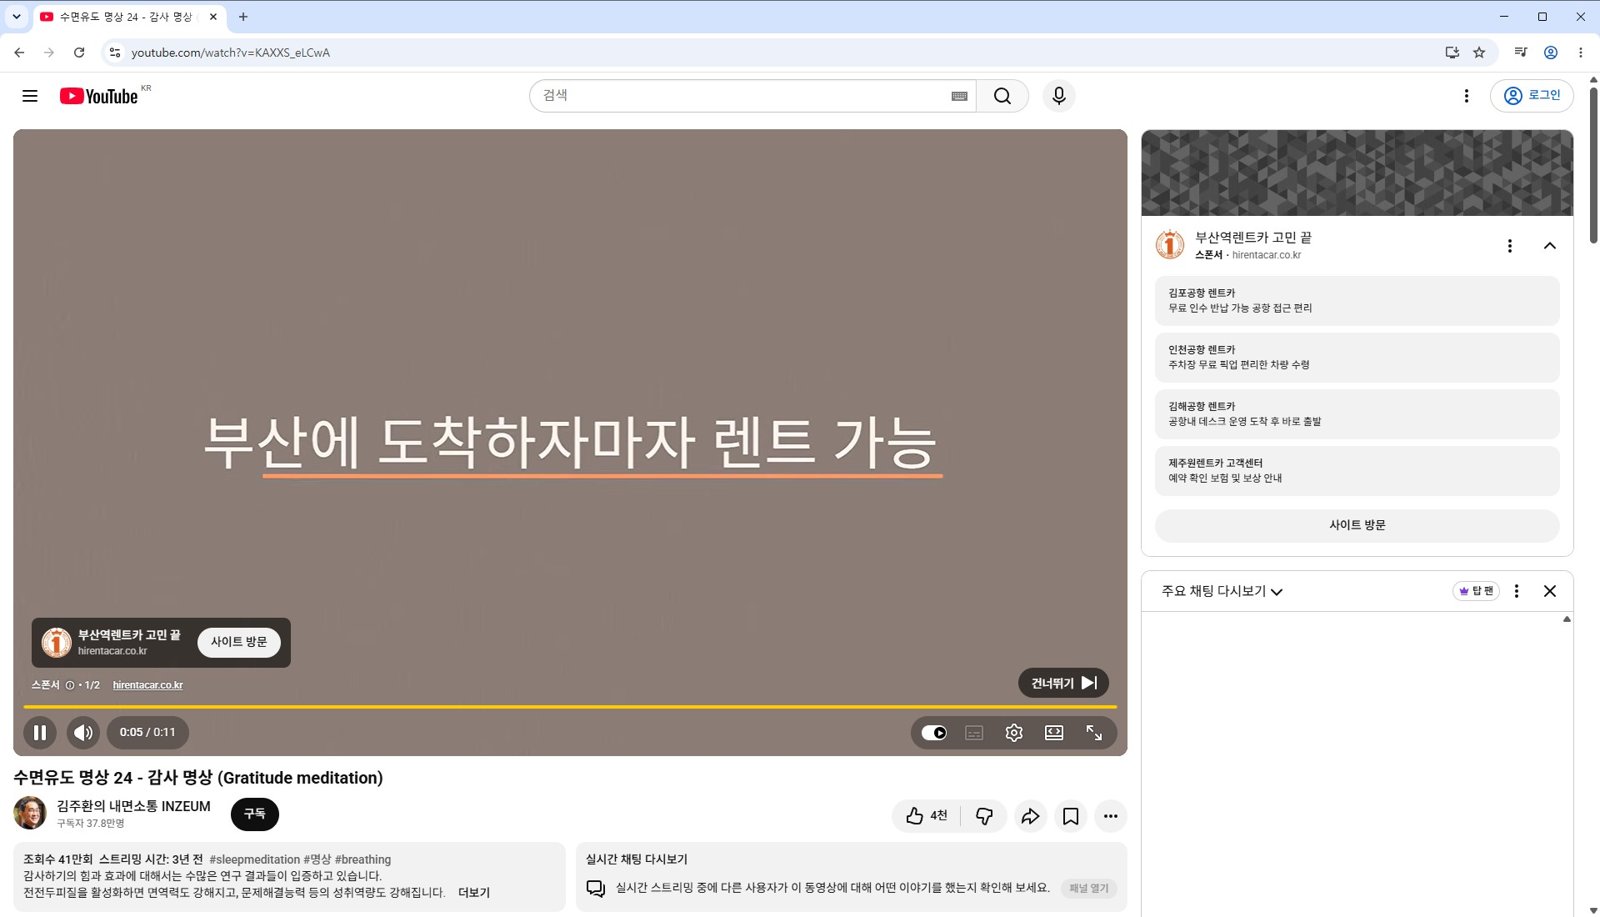 수면유도 명상 24 - 감사 명상
youtube.com/watch?v=KAXXS_eLCwA
YouTube KR
검색
로그인
부산에 도착하자마자 렌트 가능
부산역렌트카 고민 끝
hirentacar.co.kr
사이트 방문
스폰서 • 1/2 hirentacar.co.kr
건너뛰기
0:05 / 0:11
수면유도 명상 24 - 감사 명상 (Gratitude meditation)
김주환의 내면소통 INZEUM
구독자 37.8만명
구독
4천
조회수 41만회 스트리밍 시간: 3년 전 #sleepmeditation #명상 #breathing
감사하기의 힘과 효과에 대해서는 수많은 연구 결과들이 입증하고 있습니다.
전전두피질을 활성화하면 면역력도 강해지고, 문제해결능력 등의 성취역량도 강해집니다. 더보기
실시간 채팅 다시보기
실시간 스트리밍 중에 다른 사용자가 이 동영상에 대해 어떤 이야기를 했는지 확인해 보세요.
패널 열기
부산역렌트카 고민 끝
스폰서 · hirentacar.co.kr
김포공항 렌트카
무료 인수 반납 가능 공항 접근 편리
인천공항 렌트카
주차장 무료 픽업 편리한 차량 수령
김해공항 렌트카
공항내 데스크 운영 도착 후 바로 출발
제주원렌트카 고객센터
예약 확인 보험 및 보상 안내
사이트 방문
주요 채팅 다시보기
탑 팬